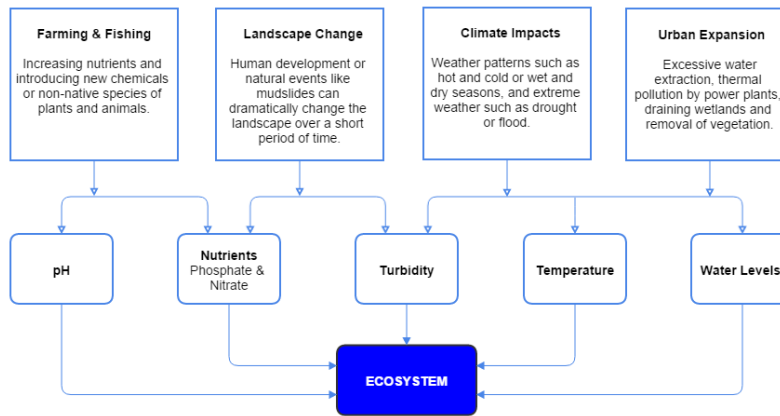 Farming & Fishing
Increasing nutrients and
introducing new chemicals
or non-native species of
plants and animals.
Landscape Change
Human development or
natural events like
mudslides can
dramatically change the
landscape over a short
period of time.
Climate Impacts
Weather patterns such as
hot and cold or wet and
dry seasons, and extreme
weather such as drought
or flood.
Urban Expansion
Excessive water
extraction, thermal
pollution by power plants,
draining wetlands and
removal of vegetation.
pH
Nutrients
Phosphate &
Nitrate
Turbidity
Temperature
Water Levels
ECOSYSTEM